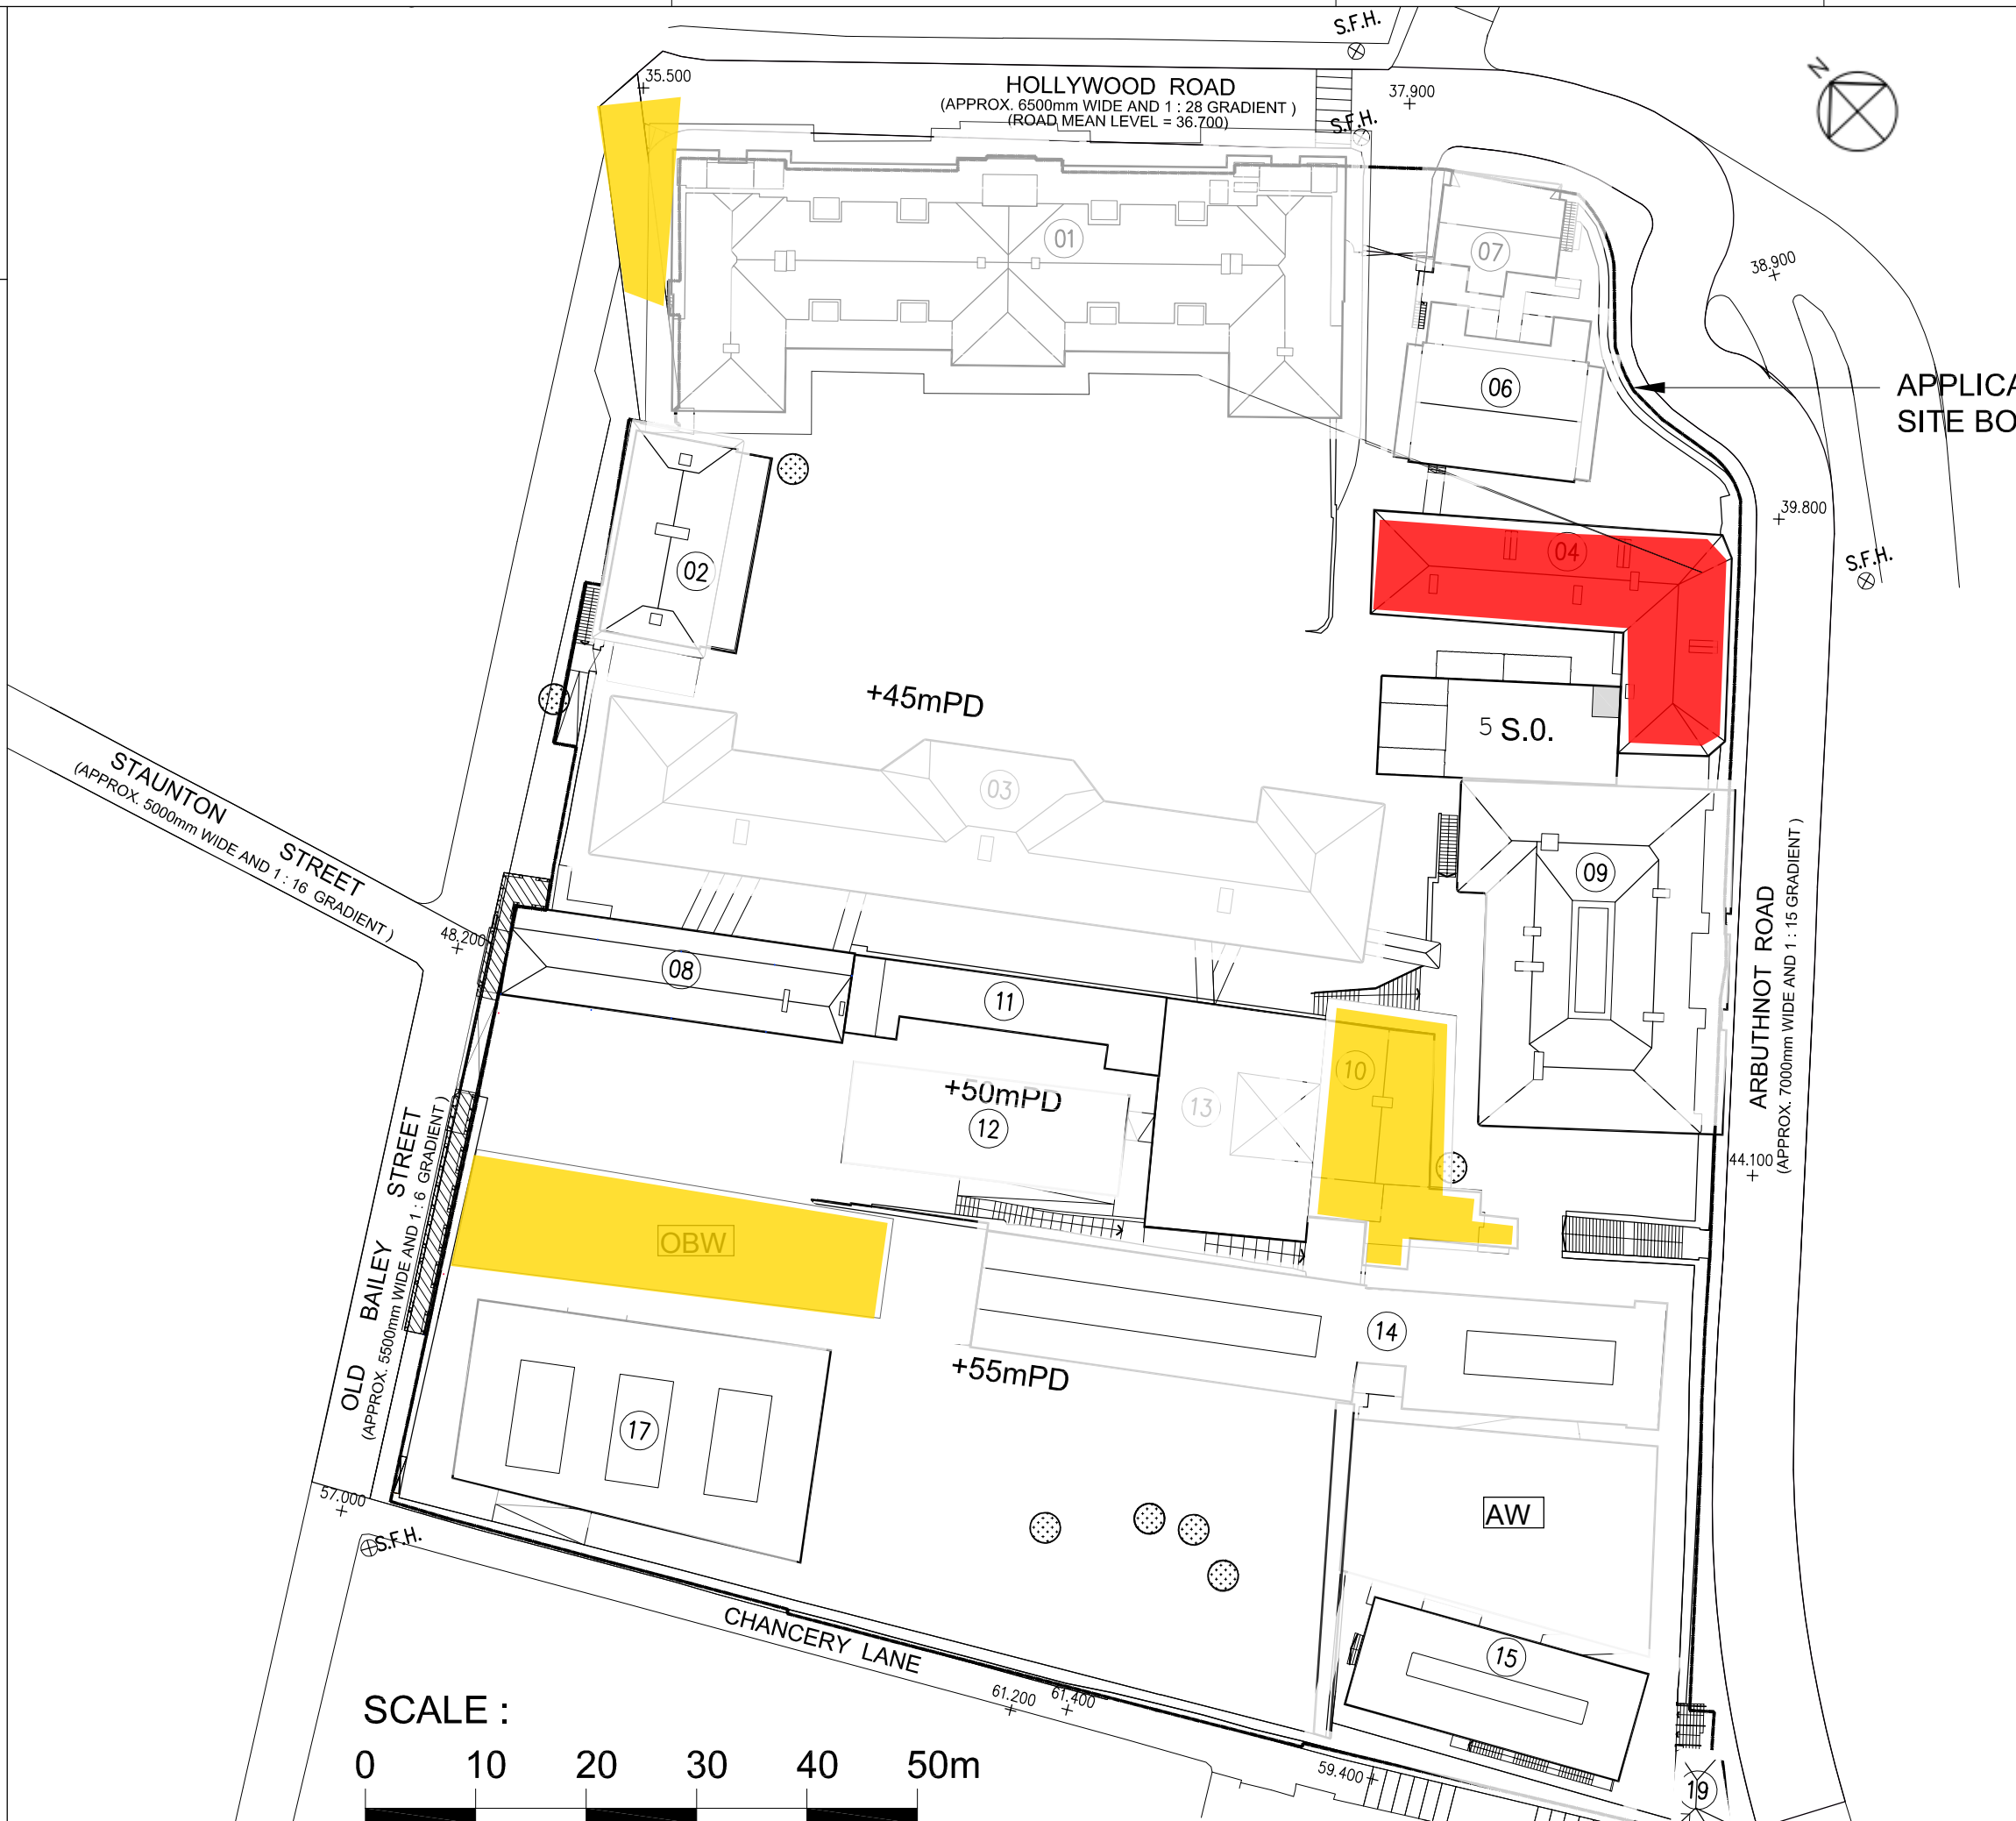 S.F.H.
35.500
HOLLYWOOD ROAD
(APPROX. 6500mm WIDE AND 1 : 28 GRADIENT )
(ROAD MEAN LEVEL = 36.700)
37.900
S.F.H.
N
01
07
38.900
06
APPLICA
SITE BO
39.800
04
S.F.H.
02
+45mPD
5 S.0.
STAUNTON STREET
(APPROX. 5000mm WIDE AND 1 : 16 GRADIENT )
03
09
ARBUTHNOT ROAD
(APPROX. 7000mm WIDE AND 1 : 15 GRADIENT )
48.200
08
11
10
+50mPD
12
13
44.100
OLD BAILEY STREET
(APPROX. 5500mm WIDE AND 1 : 6 GRADIENT )
OBW
14
+55mPD
17
57.000
AW
S.F.H.
CHANCERY LANE
15
61.200
61.400
59.400
19
SCALE :
0 10 20 30 40 50m